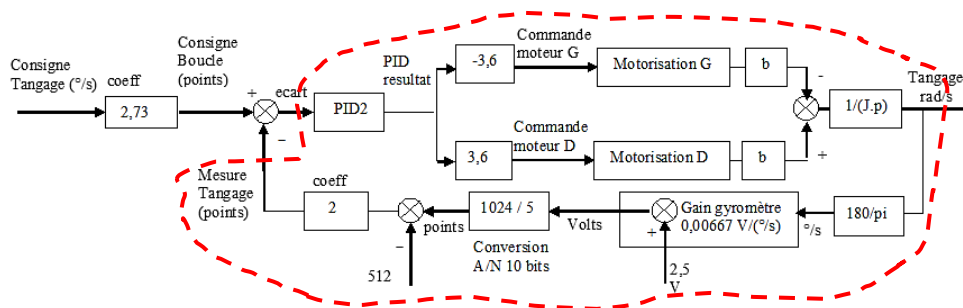 Consigne
Tangage (°/s)
coeff
2,73
Consigne
Boucle
(points)
+
−
ecart
PID2
PID
resultat
-3,6
Commande
moteur G
Motorisation G
b
-
3,6
Commande
moteur D
Motorisation D
b
+
1/(J.p)
Tangage
rad/s
Mesure
Tangage
(points)
coeff
2
−
512
points
1024 / 5
Conversion
A/N 10 bits
Volts
+
2,5
V
Gain gyromètre
0,00667 V/(°/s)
°/s
180/pi